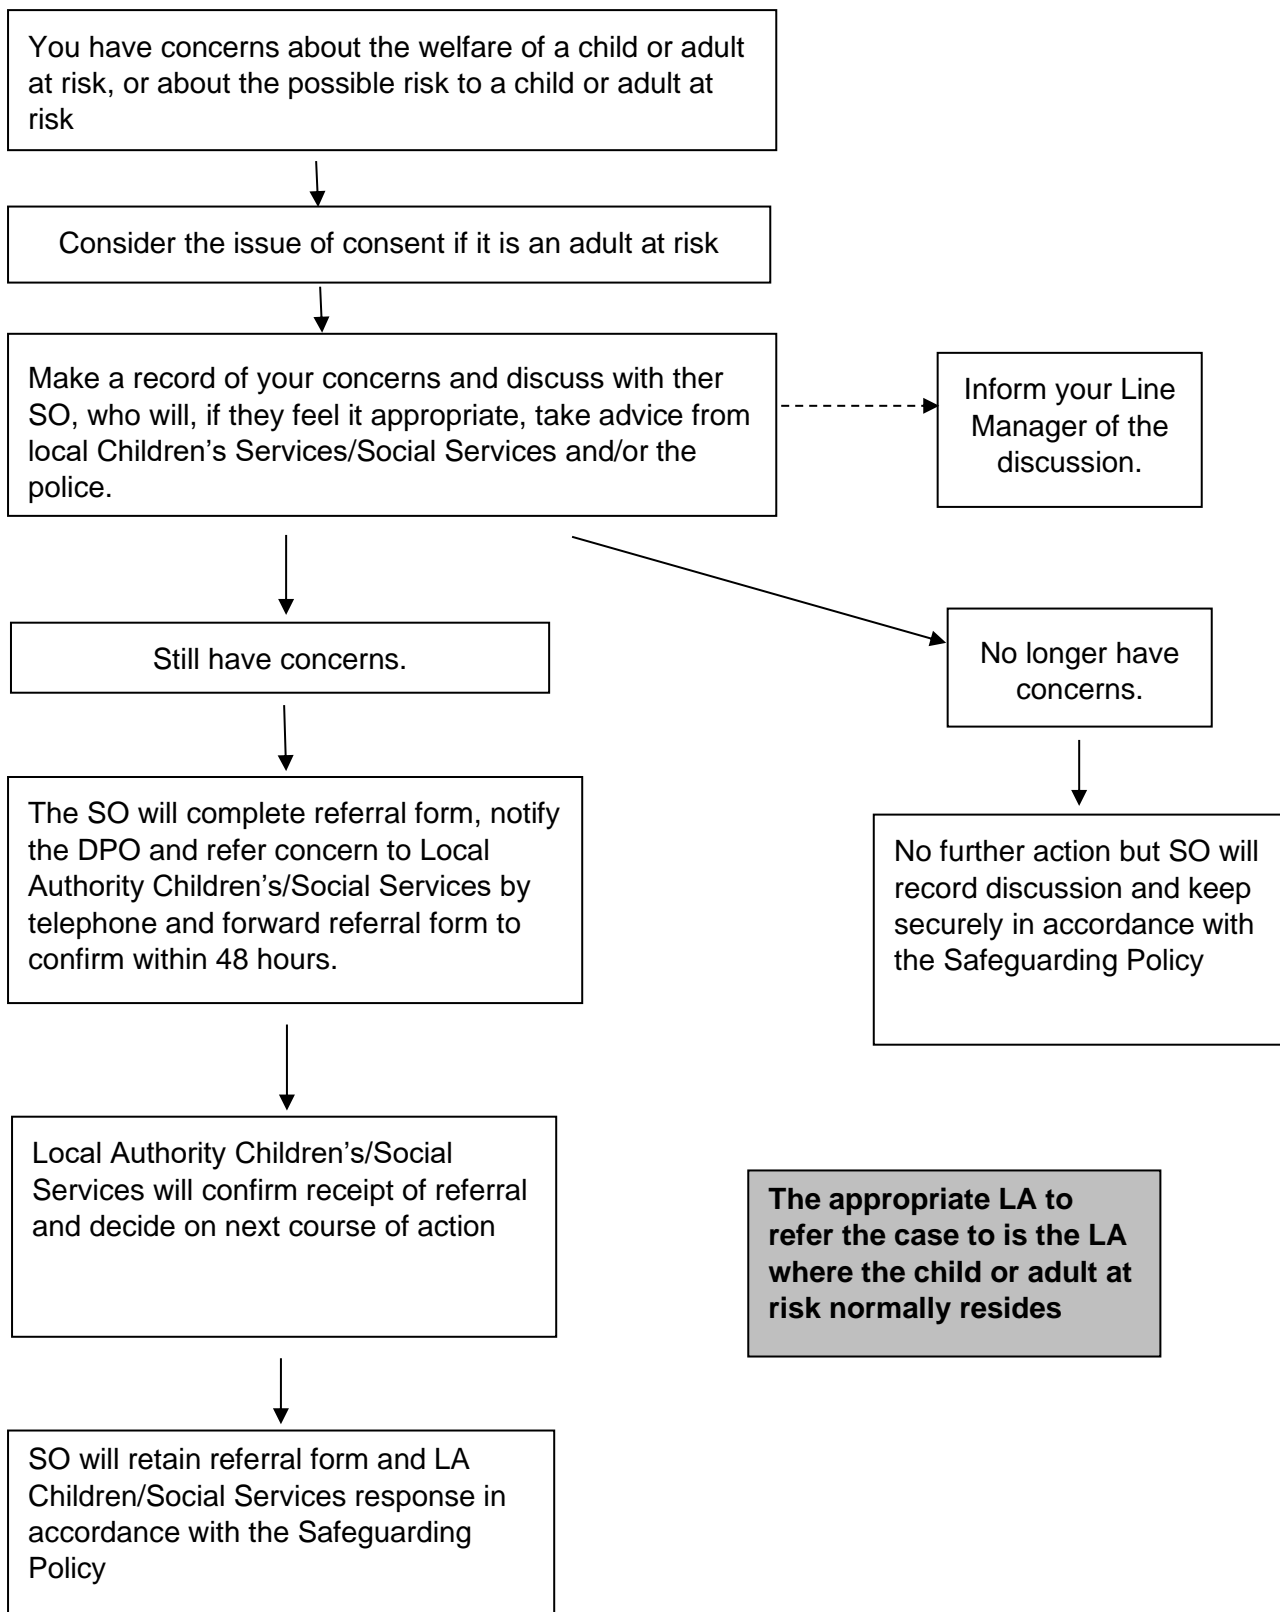 You have concerns about the welfare of a child or adult
at risk, or about the possible risk to a child or adult at
risk
Consider the issue of consent if it is an adult at risk
Make a record of your concerns and discuss with ther
SO, who will, if they feel it appropriate, take advice from
local Children’s Services/Social Services and/or the
police.
Inform your Line
Manager of the
discussion.
Still have concerns.
No longer have
concerns.
The SO will complete referral form, notify
the DPO and refer concern to Local
Authority Children’s/Social Services by
telephone and forward referral form to
confirm within 48 hours.
No further action but SO will
record discussion and keep
securely in accordance with
the Safeguarding Policy
Local Authority Children’s/Social
Services will confirm receipt of referral
and decide on next course of action
The appropriate LA to
refer the case to is the LA
where the child or adult at
risk normally resides
SO will retain referral form and LA
Children/Social Services response in
accordance with the Safeguarding
Policy